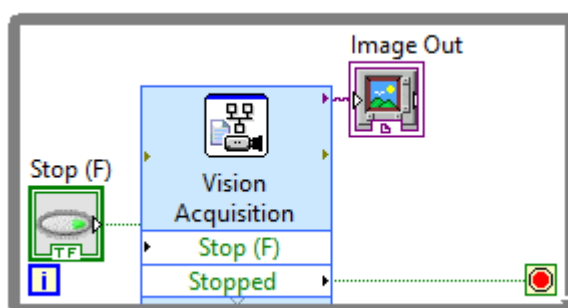 Image Out
Stop (F)
TF
i
Vision
Acquisition
Stop (F)
Stopped